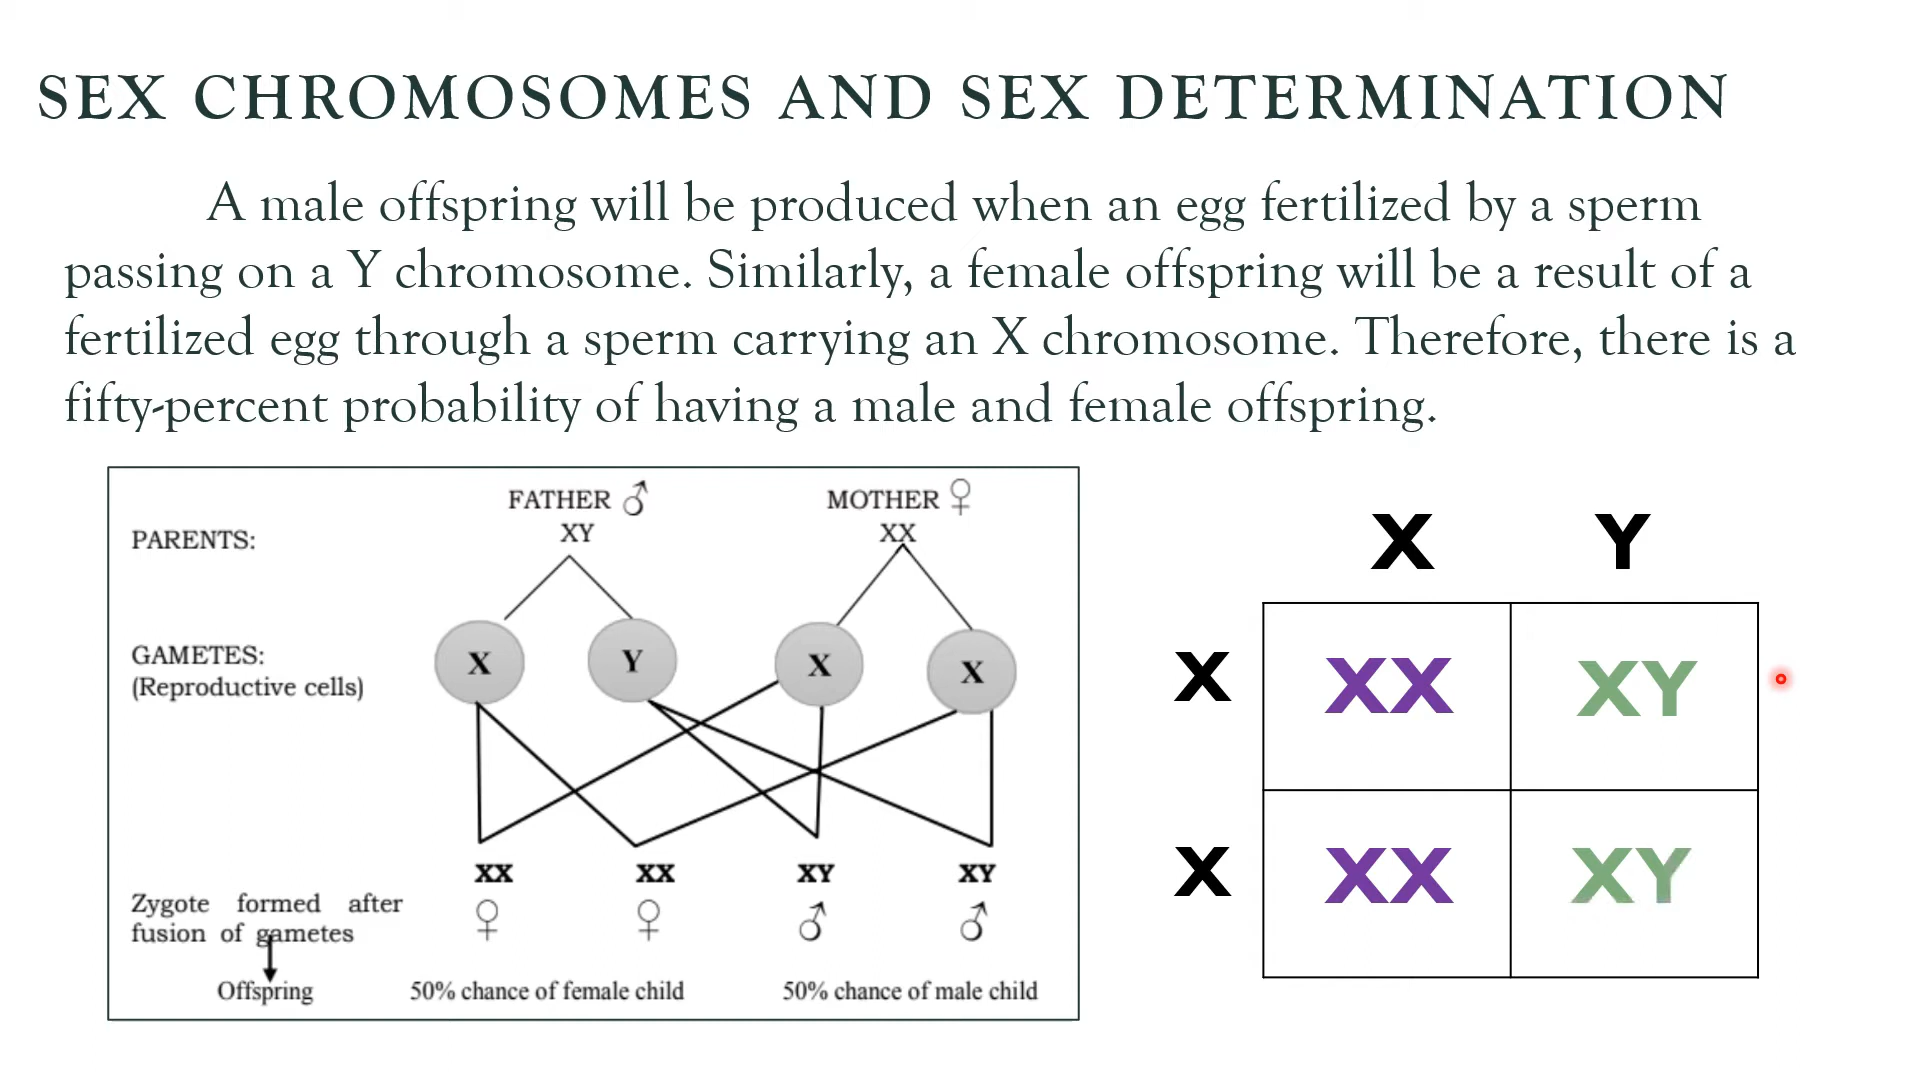 SEX CHROMOSOMES AND SEX DETERMINATION
A male offspring will be produced when an egg fertilized by a sperm
passing on a Y chromosome. Similarly, a female offspring will be a result of a
fertilized egg through a sperm carrying an X chromosome. Therefore, there is a
fifty-percent probability of having a male and female offspring.
FATHER ♂ MOTHER ♀
PARENTS: XY XX
GAMETES:
(Reproductive cells)
X Y X X
XX XX XY XY
Zygote formed after
fusion of gametes
♀ ♀ ♂ ♂
Offspring 50% chance of female child 50% chance of male child
X Y
X XX XY
X XX XY